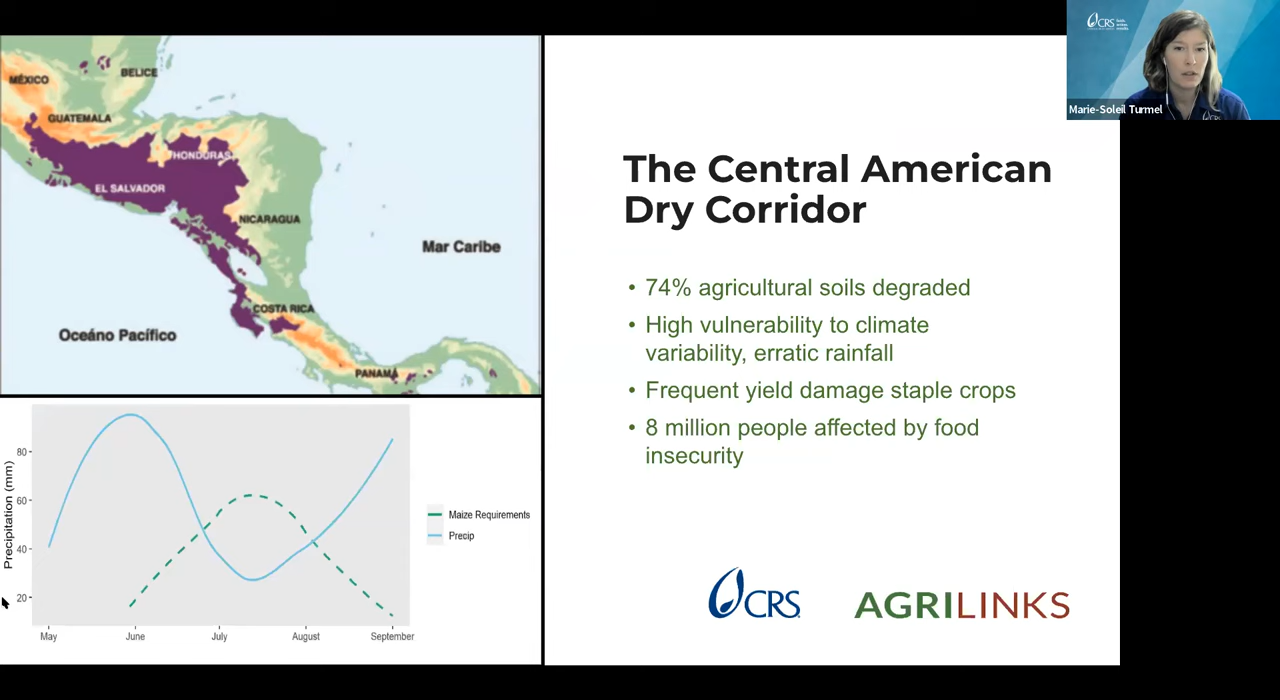 MÉXICO
BELICE
GUATEMALA
HONDURAS
EL SALVADOR
NICARAGUA
Mar Caribe
COSTA RICA
Oceáno Pacífico
PANAMÁ
Precipitation (mm)
80
60
40
20
May
June
July
August
September
Maize Requirements
Precip
The Central American
Dry Corridor
• 74% agricultural soils degraded
• High vulnerability to climate
variability, erratic rainfall
• Frequent yield damage staple crops
• 8 million people affected by food
insecurity
CRS
AGRILINKS
CRS
Marie-Soleil Turmel
CRS